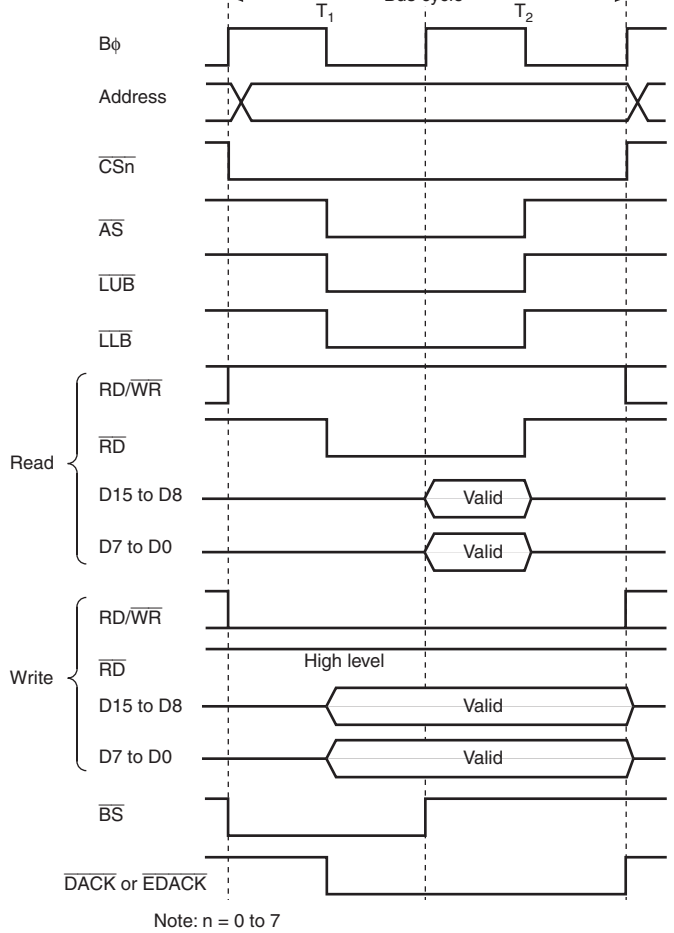 T1 T2
Bϕ
Address
CSn
AS
LUB
LLB
Read
RD/WR
RD
D15 to D8 Valid
D7 to D0 Valid
Write
RD/WR
RD High level
D15 to D8 Valid
D7 to D0 Valid
BS
DACK or EDACK
Note: n = 0 to 7